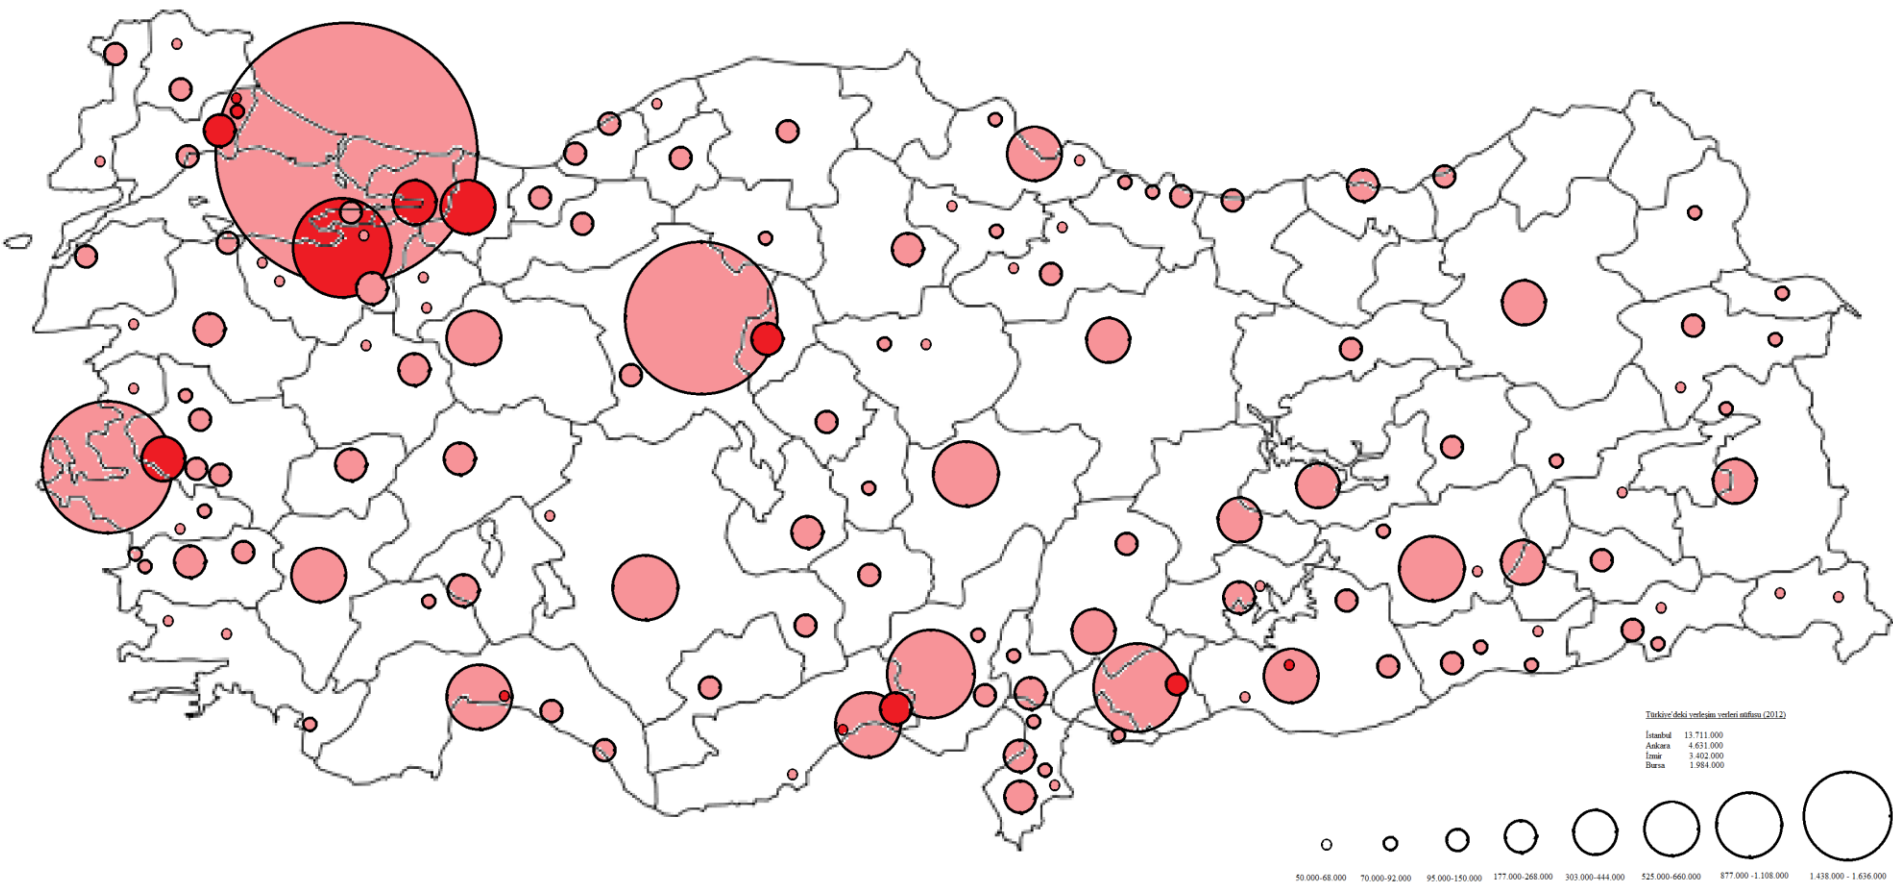 Türkiye'deki yerleşim yerleri nüfusu (2012)
İstanbul 13.711.000
Ankara 4.631.000
İzmir 3.402.000
Bursa 1.984.000
50.000-68.000 70.000-92.000 95.000-150.000 177.000-268.000 303.000-444.000 525.000-660.000 877.000 -1.108.000 1.438.000 - 1.636.000